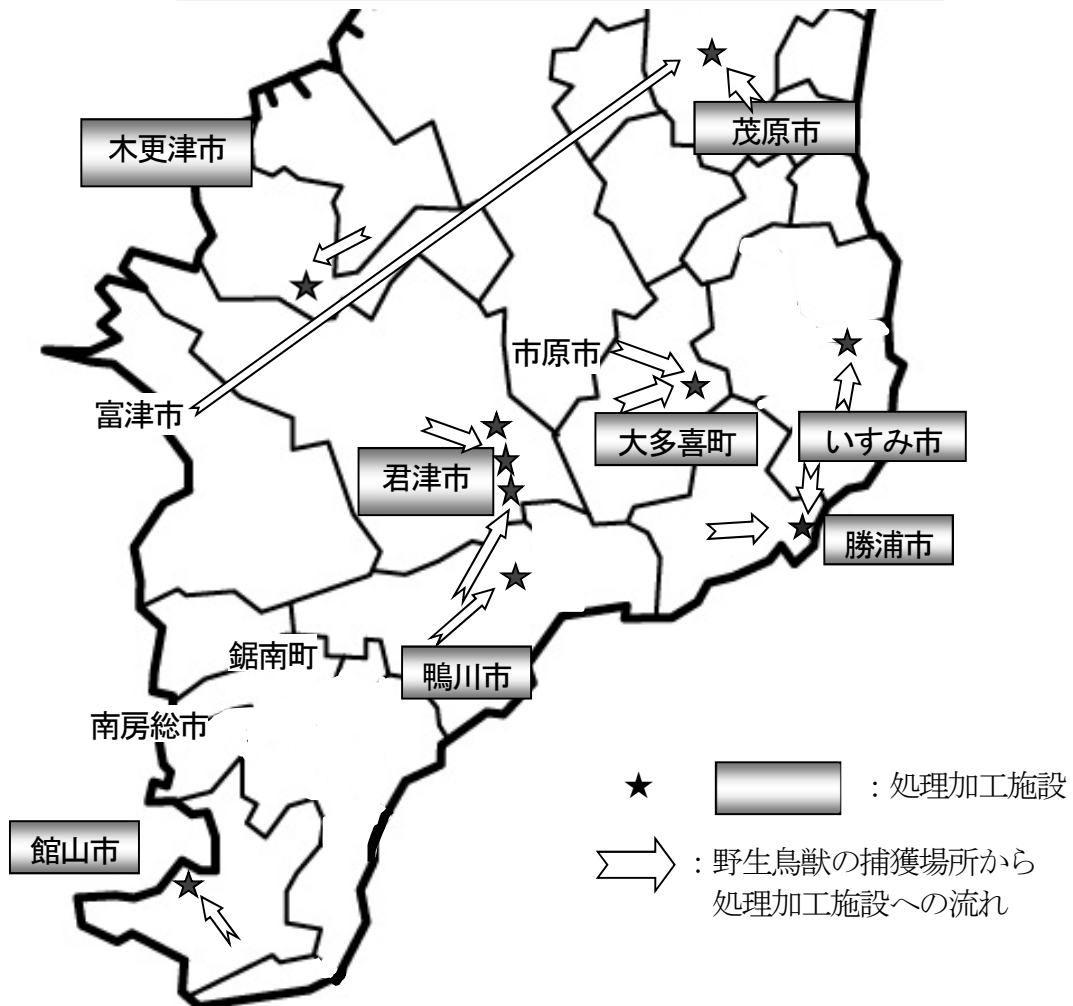 茂原市
木更津市
市原市
富津市
大多喜町
いすみ市
君津市
勝浦市
鋸南町
鴨川市
南房総市
館山市
：処理加工施設
：野生鳥獣の捕獲場所から
処理加工施設への流れ